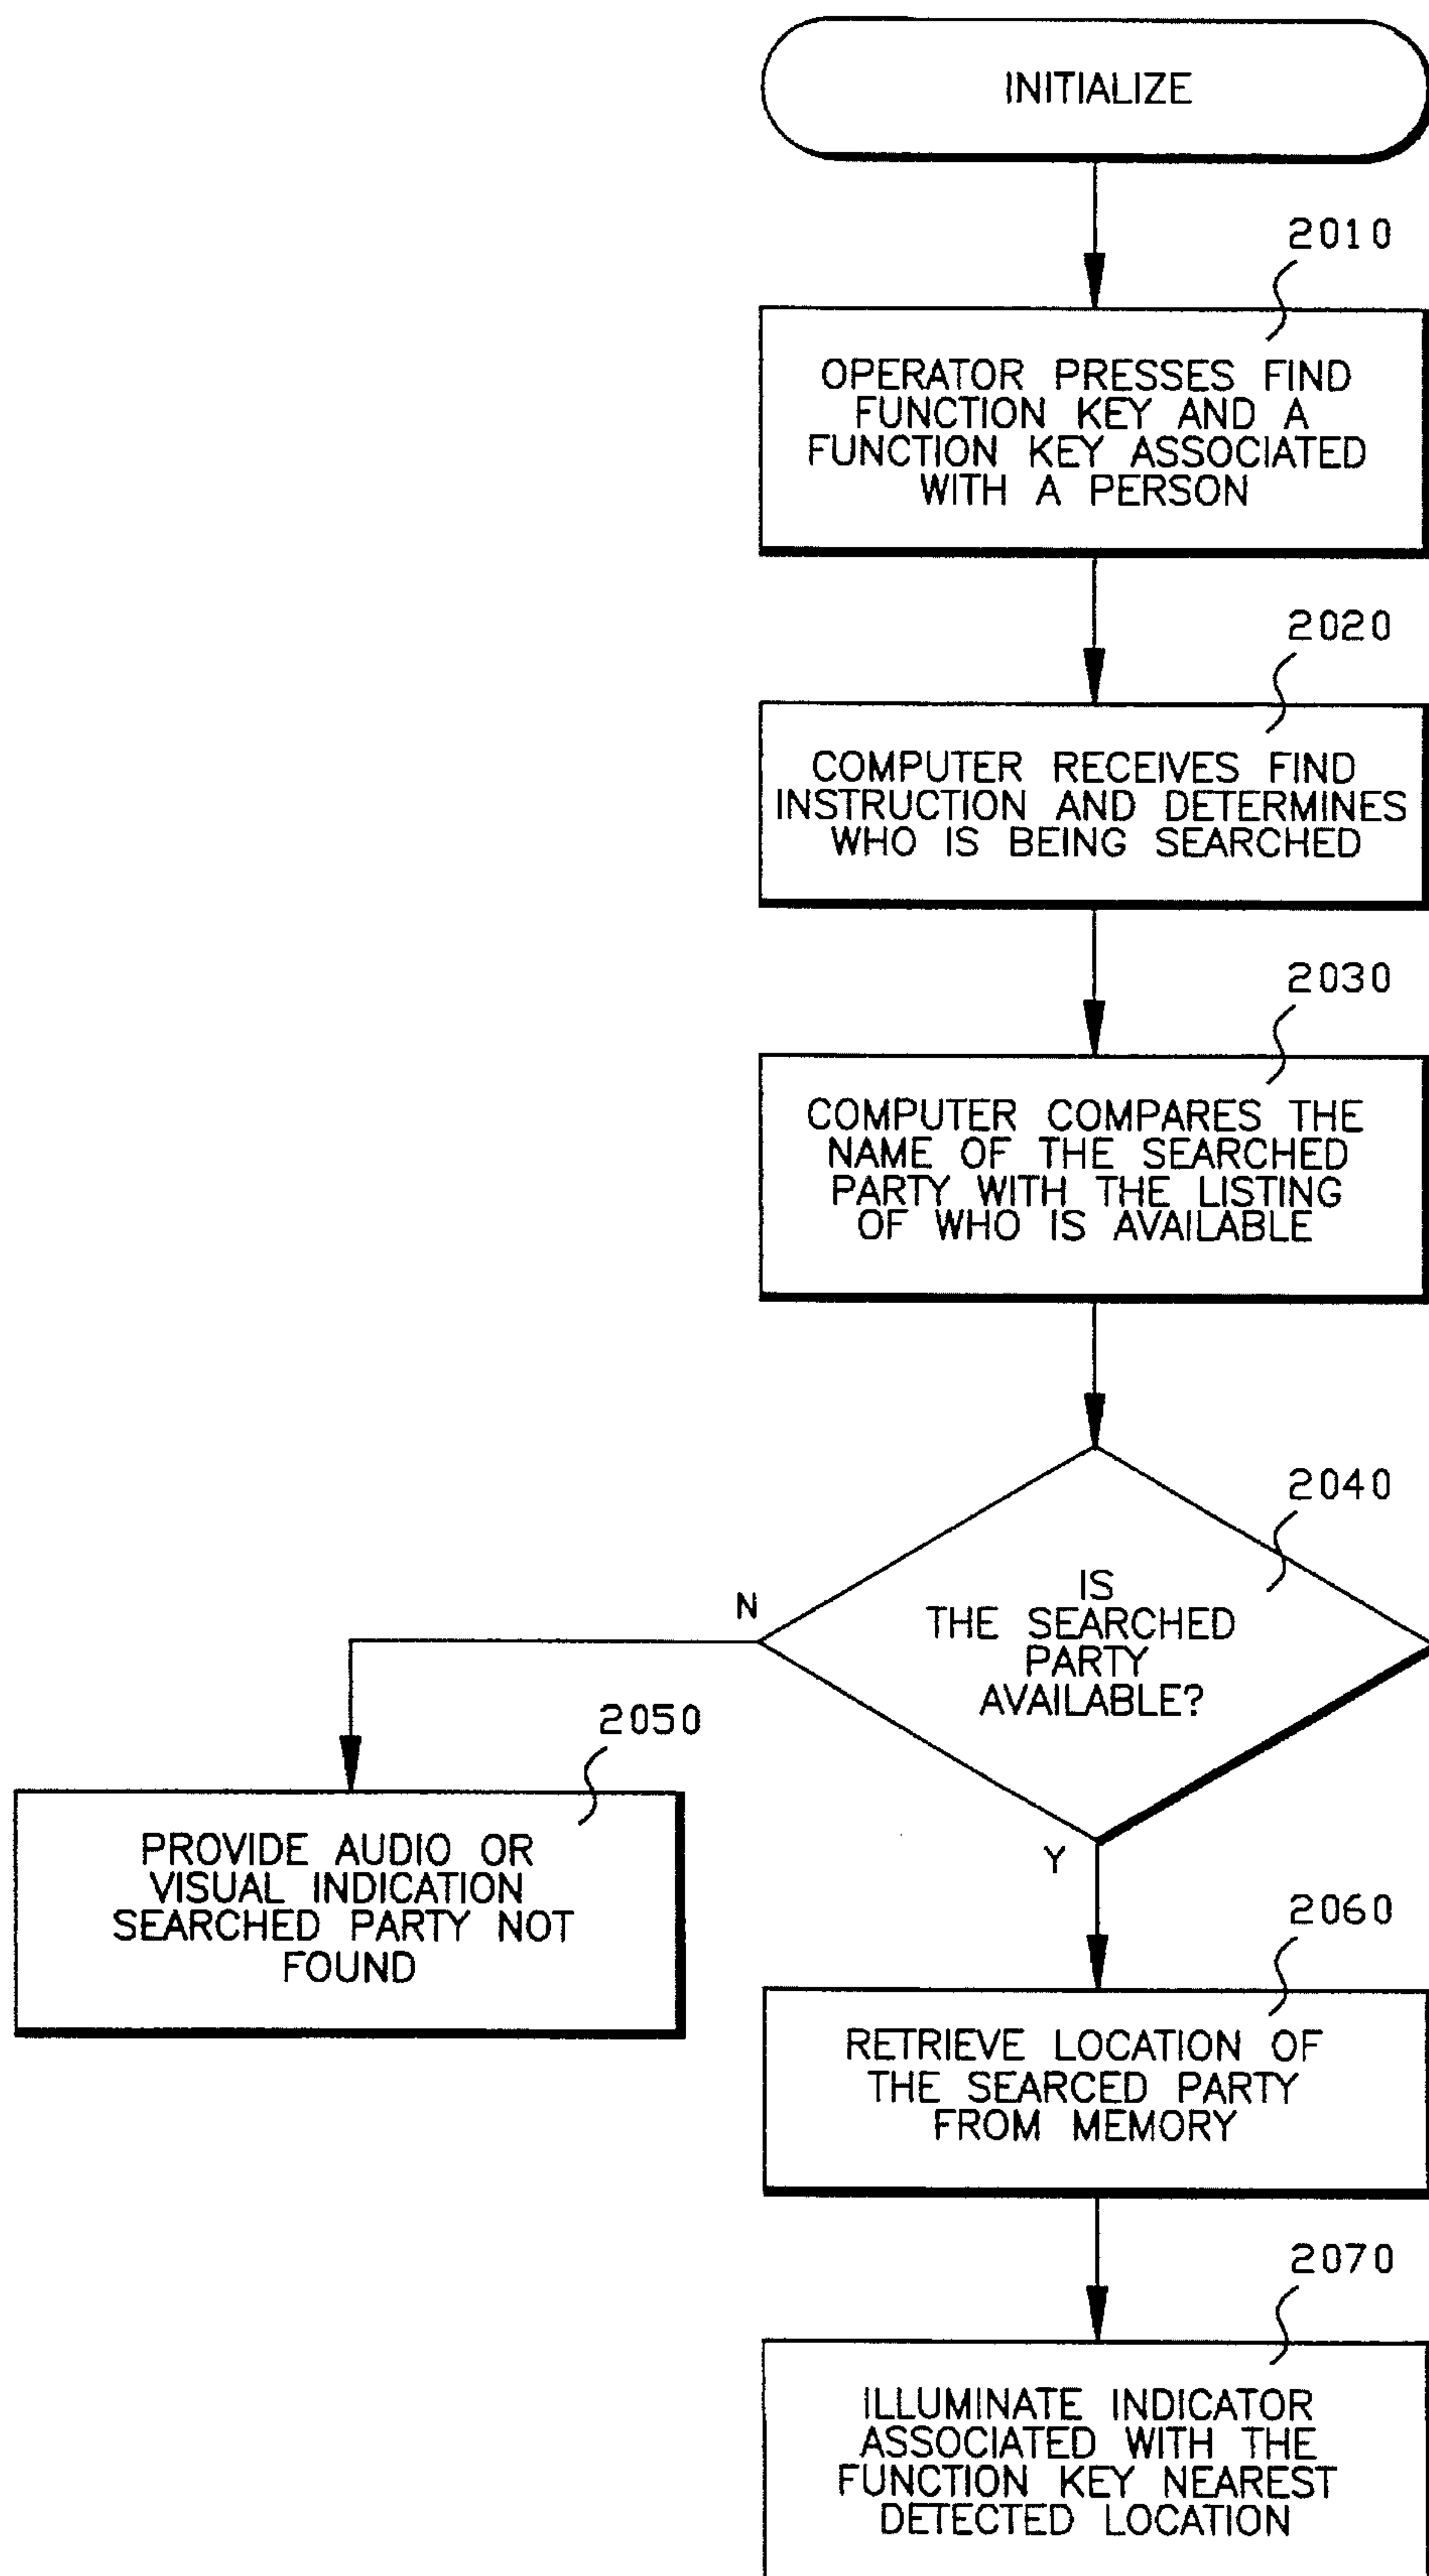 INITIALIZE
2010
OPERATOR PRESSES FIND
FUNCTION KEY AND A
FUNCTION KEY ASSOCIATED
WITH A PERSON
2020
COMPUTER RECEIVES FIND
INSTRUCTION AND DETERMINES
WHO IS BEING SEARCHED
2030
COMPUTER COMPARES THE
NAME OF THE SEARCHED
PARTY WITH THE LISTING
OF WHO IS AVAILABLE
2040
IS
THE SEARCHED
PARTY
AVAILABLE?
N
2050
PROVIDE AUDIO OR
VISUAL INDICATION
SEARCHED PARTY NOT
FOUND
Y
2060
RETRIEVE LOCATION OF
THE SEARCED PARTY
FROM MEMORY
2070
ILLUMINATE INDICATOR
ASSOCIATED WITH THE
FUNCTION KEY NEAREST
DETECTED LOCATION